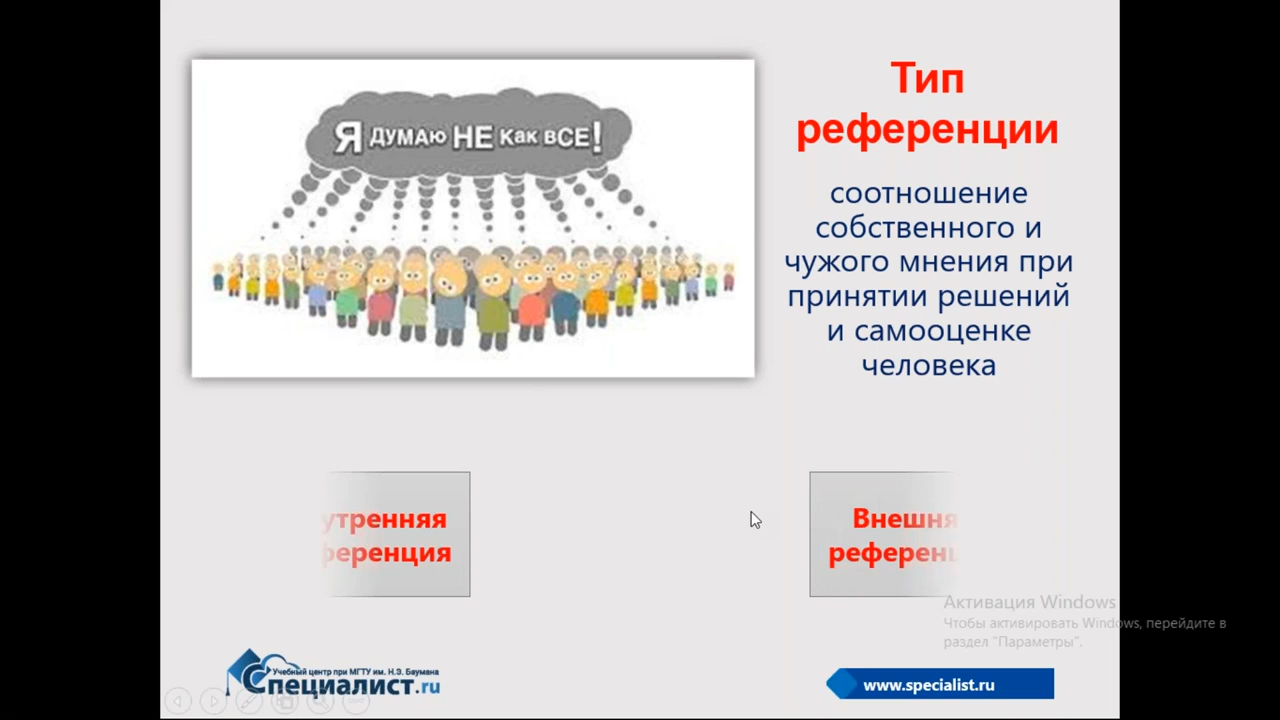 Тип
референции
Я ДУМАЮ НЕ КАК ВСЕ!
соотношение
собственного и
чужого мнения при
принятии решений
и самооценке
человека
утренняя
ференция
Внешня
референ
Активация Windows
Чтобы активировать Windows, перейдите в
раздел "Параметры".
Учебный центр при МГТУ им. Н.Э. Баумана
Специалист.ru
www.specialist.ru